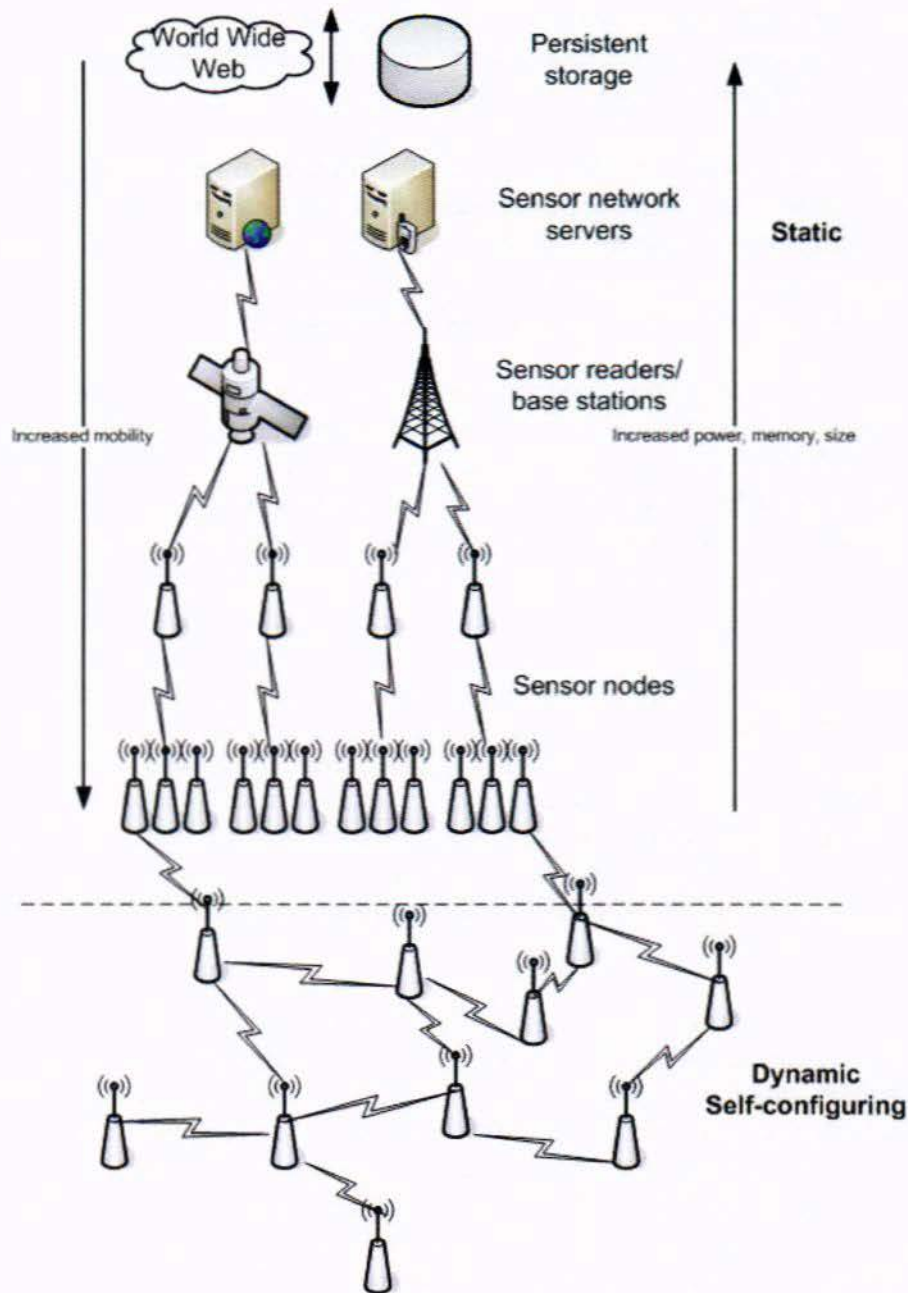 World Wide
Web
Persistent
storage
Sensor network
servers
Static
Sensor readers/
base stations
Increased mobility
Increased power, memory, size
Sensor nodes
Dynamic
Self-configuring